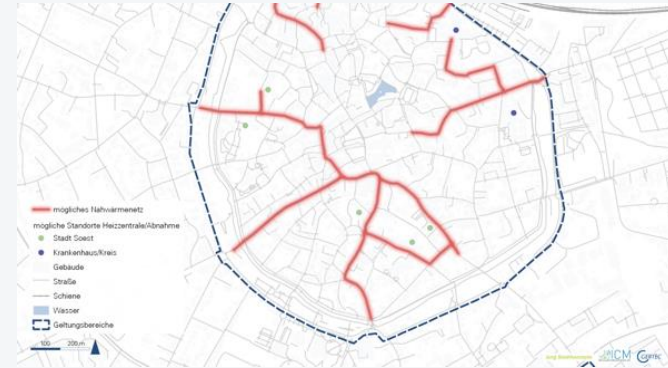 mögliches Nahwärmenetz
mögliche Standorte Heizzentrale/Abnahme
Stadt Soest
Krankenhaus/Kreis
Gebäude
Straße
Schiene
Wasser
Geltungsbereiche
100 200 m